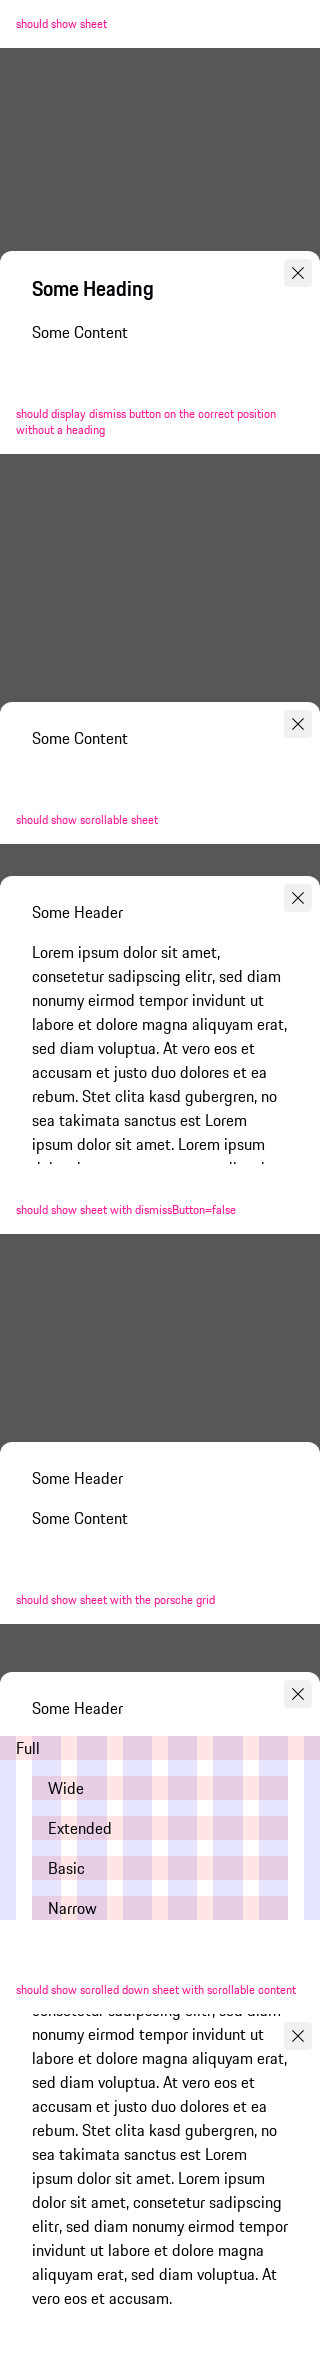 should show sheet
Some Heading
Some Content
should display dismiss button on the correct position
without a heading
Some Content
should show scrollable sheet
Some Header
Lorem ipsum dolor sit amet,
consetetur sadipscing elitr, sed diam
nonumy eirmod tempor invidunt ut
labore et dolore magna aliquyam erat,
sed diam voluptua. At vero eos et
accusam et justo duo dolores et ea
rebum. Stet clita kasd gubergren, no
sea takimata sanctus est Lorem
ipsum dolor sit amet. Lorem ipsum
should show sheet with dismissButton=false
Some Header
Some Content
should show sheet with the porsche grid
Some Header
Full
Wide
Extended
Basic
Narrow
should show scrolled down sheet with scrollable content
consetetur sadipscing elitr, sed diam
nonumy eirmod tempor invidunt ut
labore et dolore magna aliquyam erat,
sed diam voluptua. At vero eos et
accusam et justo duo dolores et ea
rebum. Stet clita kasd gubergren, no
sea takimata sanctus est Lorem
ipsum dolor sit amet. Lorem ipsum
dolor sit amet, consetetur sadipscing
elitr, sed diam nonumy eirmod tempor
invidunt ut labore et dolore magna
aliquyam erat, sed diam voluptua. At
vero eos et accusam.